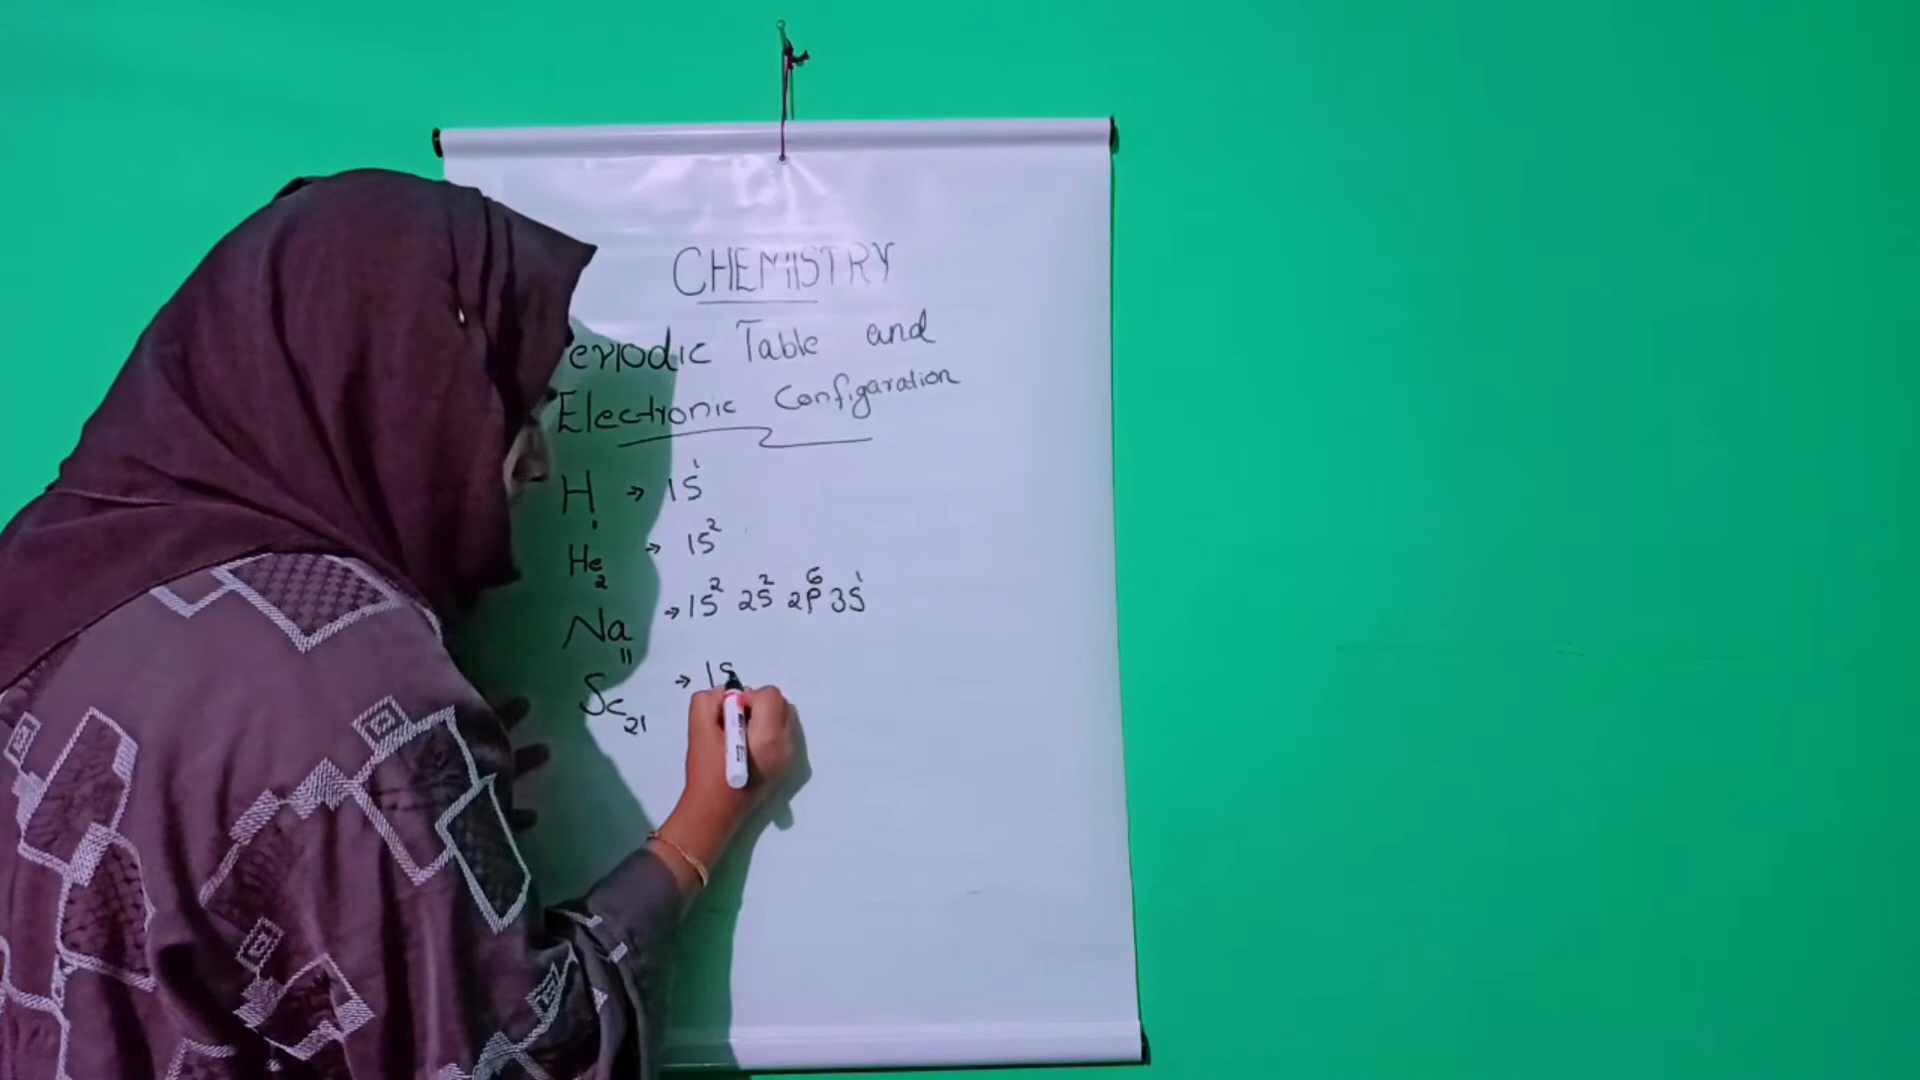 CHEMISTRY
eriodic Table and
Electronic Configaration
H₁ → 1S¹
He₂ → 1S²
Na₁₁ → 1S² 2S² 2P⁶ 3S¹
Sc₂₁ → 1S